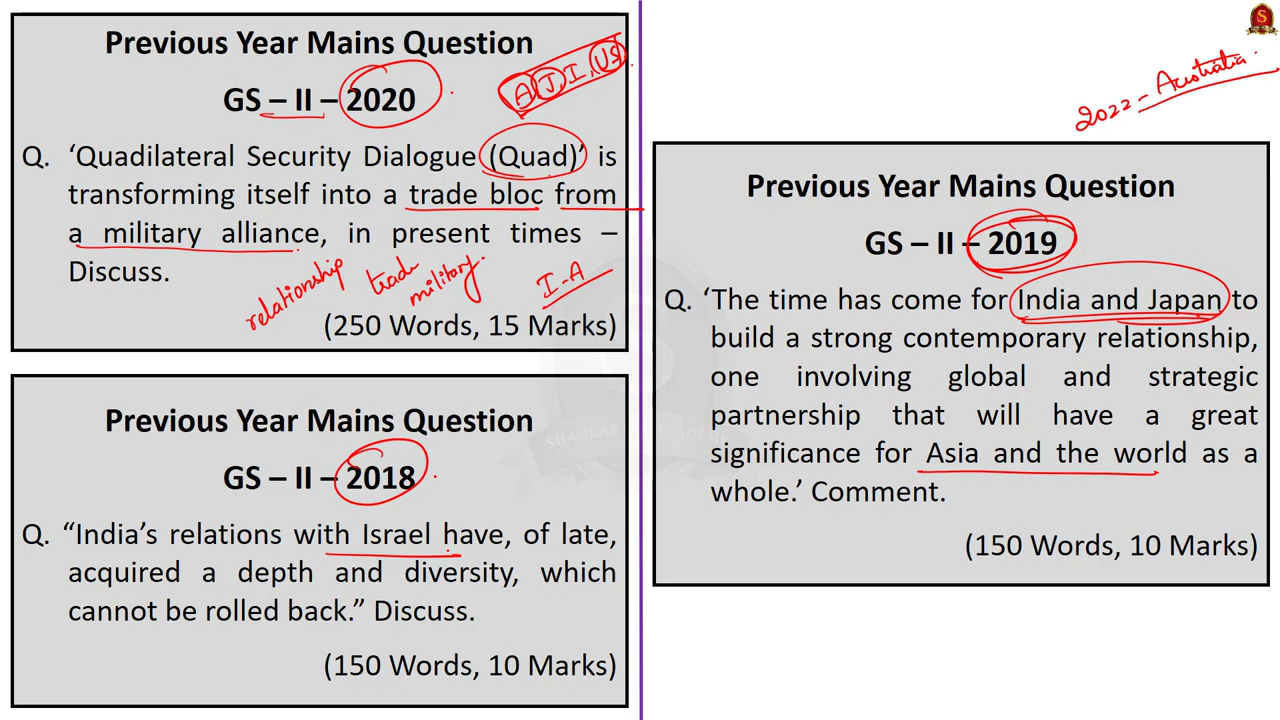 Previous Year Mains Question
GS – II – 2020
A J I US
Q. ‘Quadilateral Security Dialogue (Quad)’ is
transforming itself into a trade bloc from
a military alliance, in present times –
Discuss.
relationship trade military.
I-A
(250 Words, 15 Marks)
Previous Year Mains Question
GS – II – 2018
Q. “India’s relations with Israel have, of late,
acquired a depth and diversity, which
cannot be rolled back.” Discuss.
(150 Words, 10 Marks)
2022 - Australia
Previous Year Mains Question
GS – II – 2019
Q. ‘The time has come for India and Japan to
build a strong contemporary relationship,
one involving global and strategic
partnership that will have a great
significance for Asia and the world as a
whole.’ Comment.
(150 Words, 10 Marks)